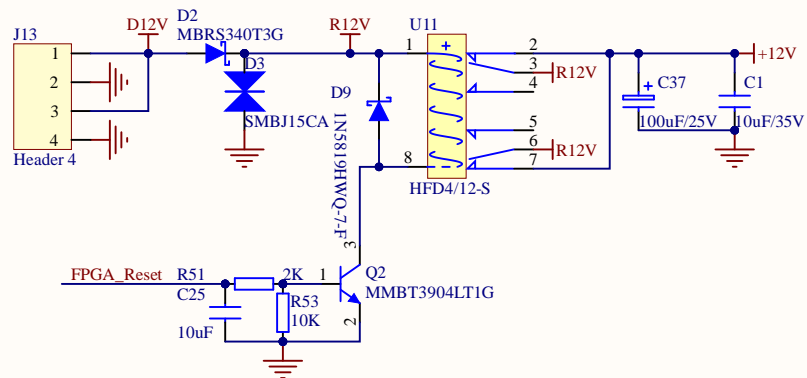 D2
MBRS340T3G
J13
D12V
R12V
U11
1
2
3
4
Header 4
D3
SMBJ15CA
D9
1N5819HWQ-7-F
1
8
2
3
4
5
6
7
R12V
R12V
HFD4/12-S
+12V
C37
100uF/25V
C1
10uF/35V
FPGA_Reset
R51
2K
C25
10uF
R53
10K
1
3
2
Q2
MMBT3904LT1G